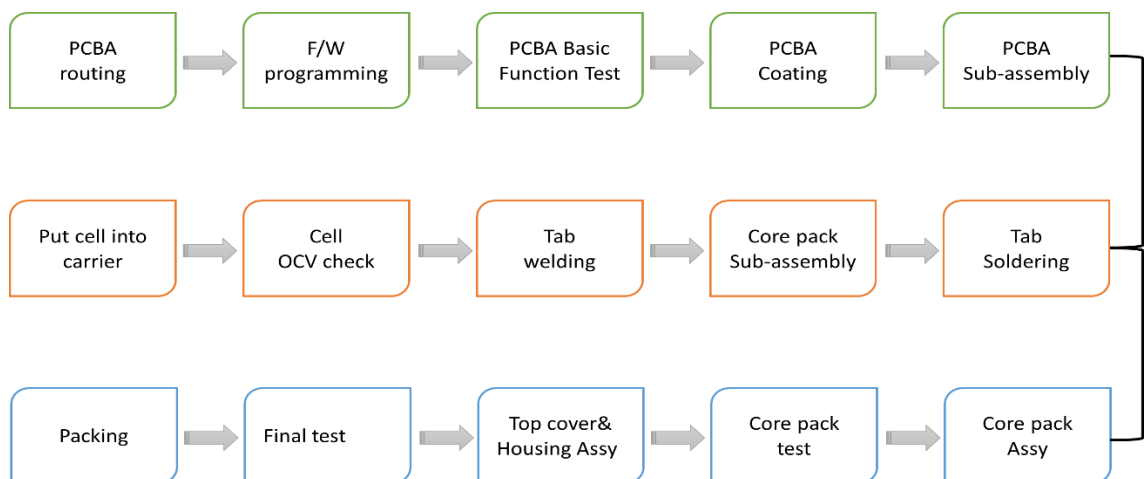 PCBA
routing
F/W
programming
PCBA Basic
Function Test
PCBA
Coating
PCBA
Sub-assembly
Put cell into
carrier
Cell
OCV check
Tab
welding
Core pack
Sub-assembly
Tab
Soldering
Packing
Final test
Top cover&
Housing Assy
Core pack
test
Core pack
Assy